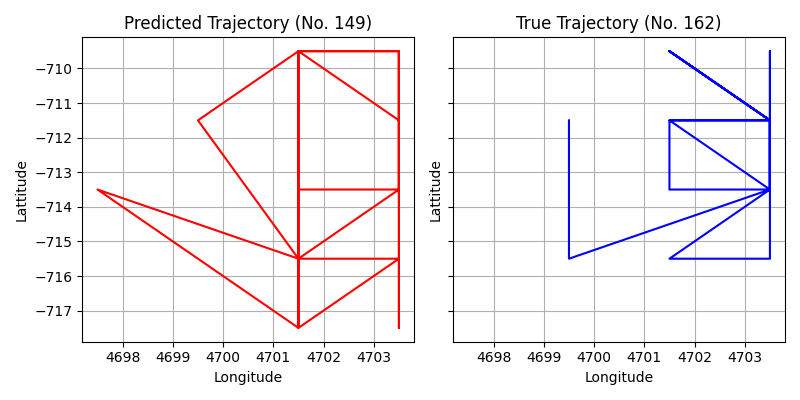 Predicted Trajectory (No. 149)
True Trajectory (No. 162)
Lattitude
−710
−711
−712
−713
−714
−715
−716
−717
4698 4699 4700 4701 4702 4703
Longitude
Lattitude
4698 4699 4700 4701 4702 4703
Longitude